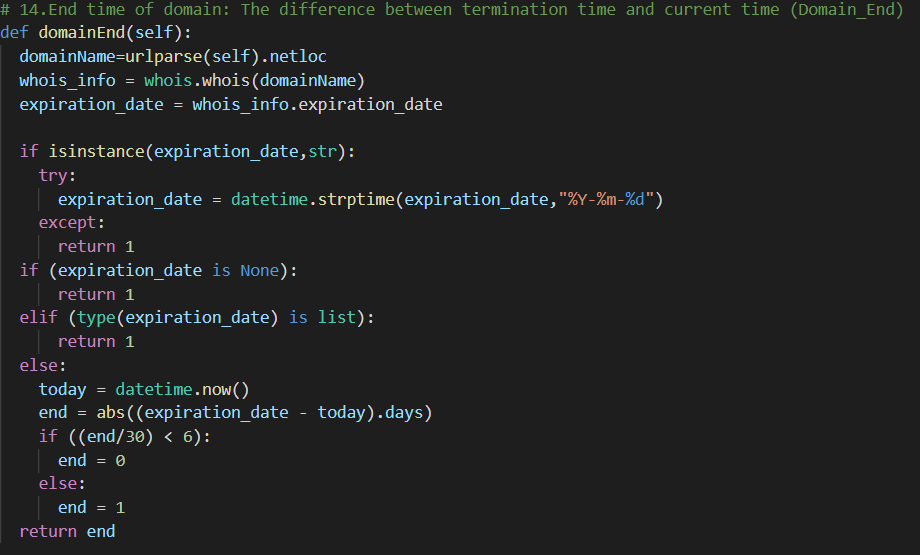 # 14.End time of domain: The difference between termination time and current time (Domain_End)
def domainEnd(self):
  domainName=urlparse(self).netloc
  whois_info = whois.whois(domainName)
  expiration_date = whois_info.expiration_date

  if isinstance(expiration_date,str):
    try:
      expiration_date = datetime.strptime(expiration_date,"%Y-%m-%d")
    except:
      return 1
  if (expiration_date is None):
      return 1
  elif (type(expiration_date) is list):
      return 1
  else:
    today = datetime.now()
    end = abs((expiration_date - today).days)
    if ((end/30) < 6):
      end = 0
    else:
      end = 1
  return end